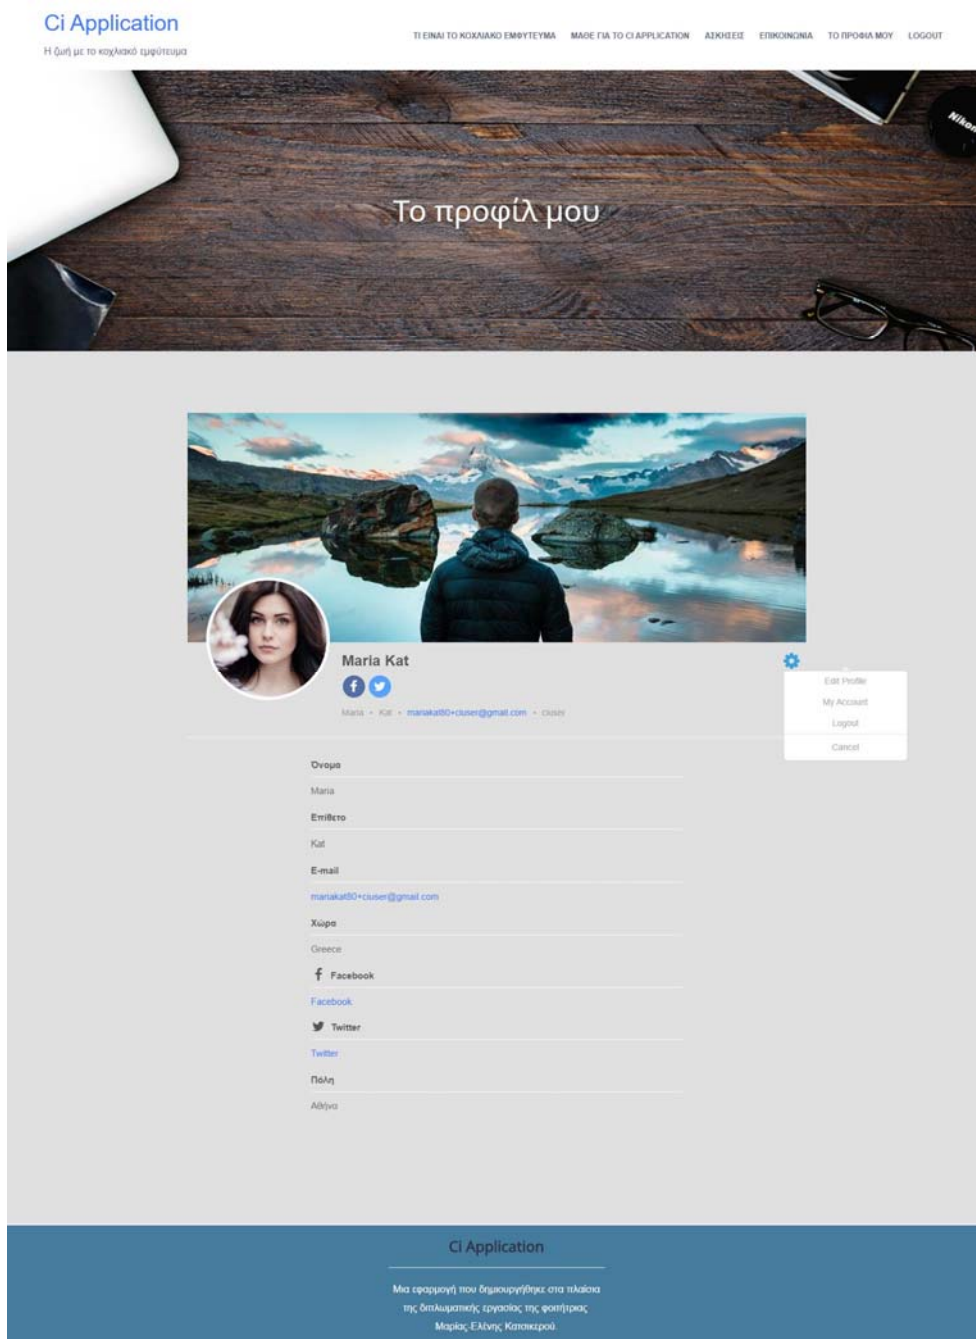 Ci Application
Η ζωή με το κοχλιακό εμφύτευμα
ΤΙ ΕΙΝΑΙ ΤΟ ΚΟΧΛΙΑΚΟ ΕΜΦΥΤΕΥΜΑ ΜΑΘΕ ΓΙΑ ΤΟ CI APPLICATION ΑΣΚΗΣΕΙΣ ΕΠΙΚΟΙΝΩΝΙΑ ΤΟ ΠΡΟΦΙΛ ΜΟΥ LOGOUT
Nikon
Το προφίλ μου
Maria Kat
Maria • Kat • mariakat80+ciuser@gmail.com • ciuser
Edit Profile
My Account
Logout
Cancel
Όνομα
Maria
Επίθετο
Kat
E-mail
mariakat80+ciuser@gmail.com
Χώρα
Greece
Facebook
Facebook
Twitter
Twitter
Πόλη
Αθήνα
Ci Application
Μια εφαρμογή που δημιουργήθηκε στα πλαίσια
της διπλωματικής εργασίας της φοιτήτριας
Μαρίας-Ελένης Κατσικερού.